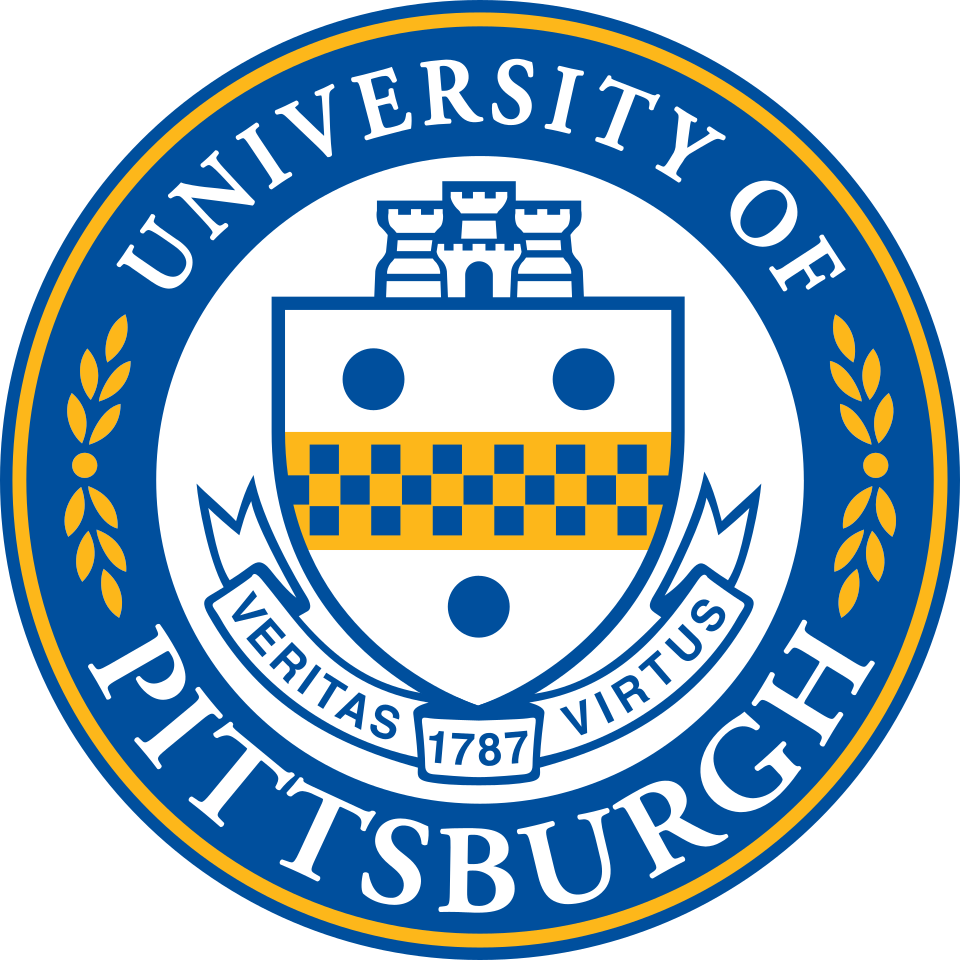 UNIVERSITY OF
PITTSBURGH
VERITAS
1787
VIRTUS